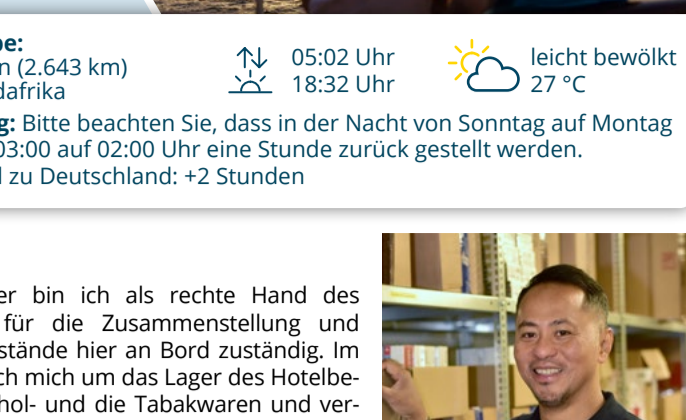 be:
n (2.643 km)
dafrika
05:02 Uhr
18:32 Uhr
leicht bewölkt
27 °C
g: Bitte beachten Sie, dass in der Nacht von Sonntag auf Montag
03:00 auf 02:00 Uhr eine Stunde zurück gestellt werden.
l zu Deutschland: +2 Stunden
er bin ich als rechte Hand des
für die Zusammenstellung und
stände hier an Bord zuständig. Im
ch mich um das Lager des Hotelbe-
hol- und die Tabakwaren und ver-